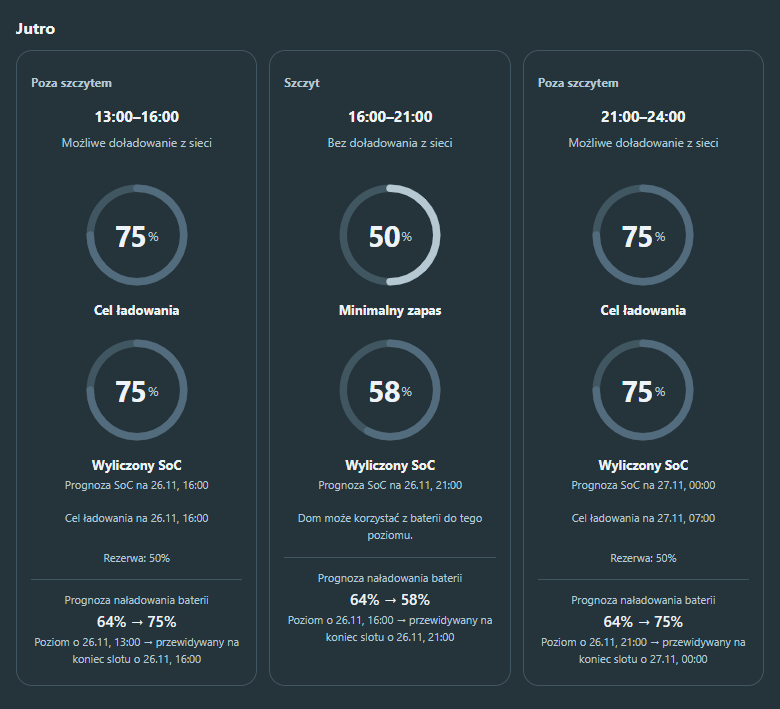 Jutro
Poza szczytem
13:00–16:00
Możliwe doładowanie z sieci
75%
Cel ładowania
75%
Wyliczony SoC
Prognoza SoC na 26.11, 16:00
Cel ładowania na 26.11, 16:00
Rezerwa: 50%
Prognoza naładowania baterii
64% → 75%
Poziom o 26.11, 13:00 → przewidywany na
koniec slotu o 26.11, 16:00
Szczyt
16:00–21:00
Bez doładowania z sieci
50%
Minimalny zapas
58%
Wyliczony SoC
Prognoza SoC na 26.11, 21:00
Dom może korzystać z baterii do tego
poziomu.
Prognoza naładowania baterii
64% → 58%
Poziom o 26.11, 16:00 → przewidywany na
koniec slotu o 26.11, 21:00
Poza szczytem
21:00–24:00
Możliwe doładowanie z sieci
75%
Cel ładowania
75%
Wyliczony SoC
Prognoza SoC na 27.11, 00:00
Cel ładowania na 27.11, 07:00
Rezerwa: 50%
Prognoza naładowania baterii
64% → 75%
Poziom o 26.11, 21:00 → przewidywany na
koniec slotu o 27.11, 00:00